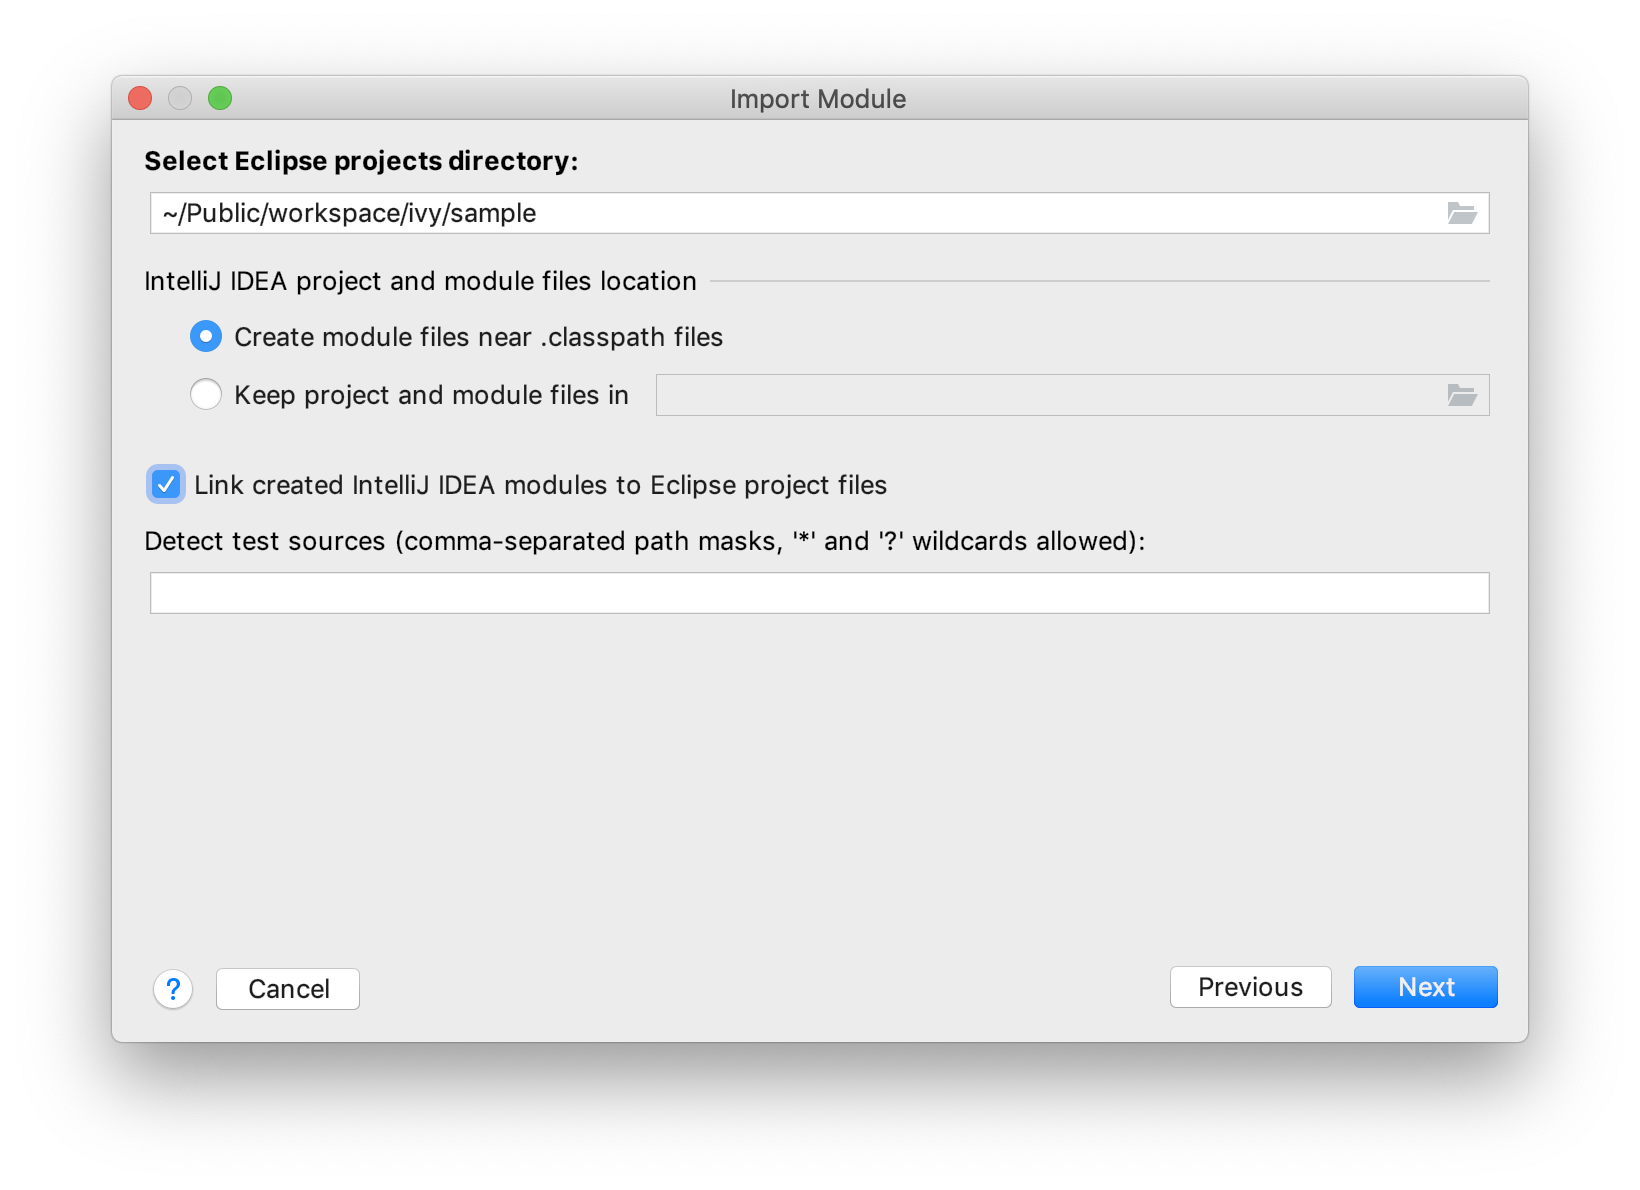 Import Module
Select Eclipse projects directory:
~/Public/workspace/ivy/sample
IntelliJ IDEA project and module files location
Create module files near .classpath files
Keep project and module files in
Link created IntelliJ IDEA modules to Eclipse project files
Detect test sources (comma-separated path masks, '*' and '?' wildcards allowed):
? Cancel Previous Next